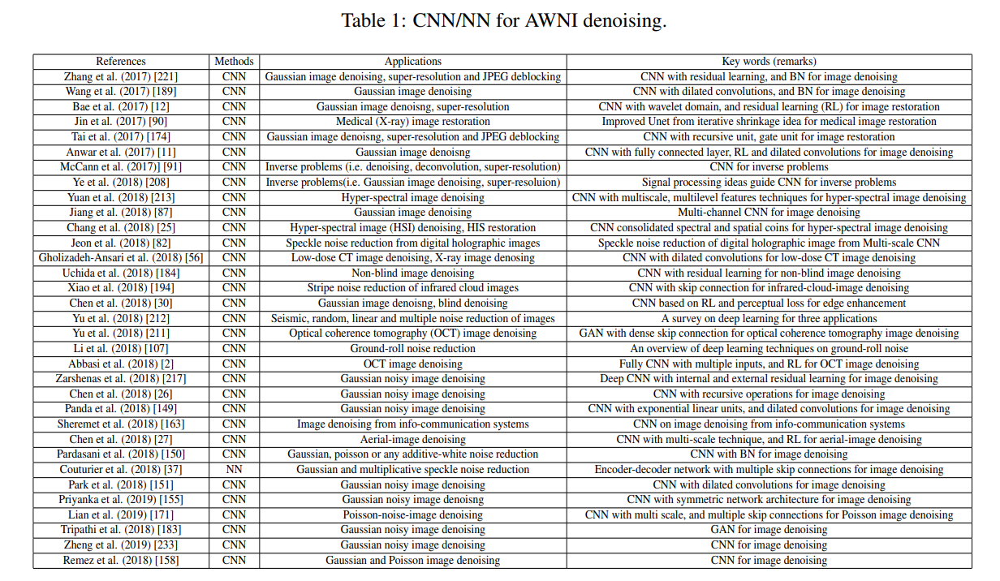 Table 1: CNN/NN for AWNI denoising.
References Methods Applications Key words (remarks)
Zhang et al. (2017) [221] CNN Gaussian image denoising, super-resolution and JPEG deblocking CNN with residual learning, and BN for image denoising
Wang et al. (2017) [189] CNN Gaussian image denoising CNN with dilated convolutions, and BN for image denoising
Bae et al. (2017) [12] CNN Gaussian image denoisng, super-resolution CNN with wavelet domain, and residual learning (RL) for image restoration
Jin et al. (2017) [90] CNN Medical (X-ray) image restoration Improved Unet from iterative shrinkage idea for medical image restoration
Tai et al. (2017) [174] CNN Gaussian image denoisng, super-resolution and JPEG deblocking CNN with recursive unit, gate unit for image restoration
Anwar et al. (2017) [11] CNN Gaussian image denoisng CNN with fully connected layer, RL and dilated convolutions for image denoising
McCann et al. (2017)] [91] CNN Inverse problems (i.e. denoising, deconvolution, super-resolution) CNN for inverse problems
Ye et al. (2018) [208] CNN Inverse problems(i.e. Gaussian image denoising, super-resoluion) Signal processing ideas guide CNN for inverse problems
Yuan et al. (2018) [213] CNN Hyper-spectral image denoising CNN with multiscale, multilevel features techniques for hyper-spectral image denoising
Jiang et al. (2018) [87] CNN Gaussian image denoising Multi-channel CNN for image denoising
Chang et al. (2018) [25] CNN Hyper-spectral image (HSI) denoising, HIS restoration CNN consolidated spectral and spatial coins for hyper-spectral image denoising
Jeon et al. (2018) [82] CNN Speckle noise reduction from digital holographic images Speckle noise reduction of digital holographic image from Multi-scale CNN
Gholizadeh-Ansari et al. (2018) [56] CNN Low-dose CT image denoising, X-ray image denosing CNN with dilated convolutions for low-dose CT image denoising
Uchida et al. (2018) [184] CNN Non-blind image denoising CNN with residual learning for non-blind image denoising
Xiao et al. (2018) [194] CNN Stripe noise reduction of infrared cloud images CNN with skip connection for infrared-cloud-image denoising
Chen et al. (2018) [30] CNN Gaussian image denoisng, blind denoising CNN based on RL and perceptual loss for edge enhancement
Yu et al. (2018) [212] CNN Seismic, random, linear and multiple noise reduction of images A survey on deep learning for three applications
Yu et al. (2018) [211] CNN Optical coherence tomography (OCT) image denoising GAN with dense skip connection for optical coherence tomography image denoising
Li et al. (2018) [107] CNN Ground-roll noise reduction An overview of deep learning techniques on ground-roll noise
Abbasi et al. (2018) [2] CNN OCT image denoising Fully CNN with multiple inputs, and RL for OCT image denoising
Zarshenas et al. (2018) [217] CNN Gaussian noisy image denoising Deep CNN with internal and external residual learning for image denoising
Chen et al. (2018) [26] CNN Gaussian noisy image denoising CNN with recursive operations for image denoising
Panda et al. (2018) [149] CNN Gaussian noisy image denoising CNN with exponential linear units, and dilated convolutions for image denoising
Sheremet et al. (2018) [163] CNN Image denoising from info-communication systems CNN on image denoising from info-communication systems
Chen et al. (2018) [27] CNN Aerial-image denoising CNN with multi-scale technique, and RL for aerial-image denoising
Pardasani et al. (2018) [150] CNN Gaussian, poisson or any additive-white noise reduction CNN with BN for image denoising
Couturier et al. (2018) [37] NN Gaussian and multiplicative speckle noise reduction Encoder-decoder network with multiple skip connections for image denoising
Park et al. (2018) [151] CNN Gaussian noisy image denoising CNN with dilated convolutions for image denoising
Priyanka et al. (2019) [155] CNN Gaussian noisy image denoisng CNN with symmetric network architecture for image denoising
Lian et al. (2019) [171] CNN Poisson-noise-image denoising CNN with multi scale, and multiple skip connections for Poisson image denoising
Tripathi et al. (2018) [183] CNN Gaussian noisy image denoising GAN for image denoising
Zheng et al. (2019) [233] CNN Gaussian noisy image denoising CNN for image denoising
Remez et al. (2018) [158] CNN Gaussian and Poisson image denoising CNN for image denoising